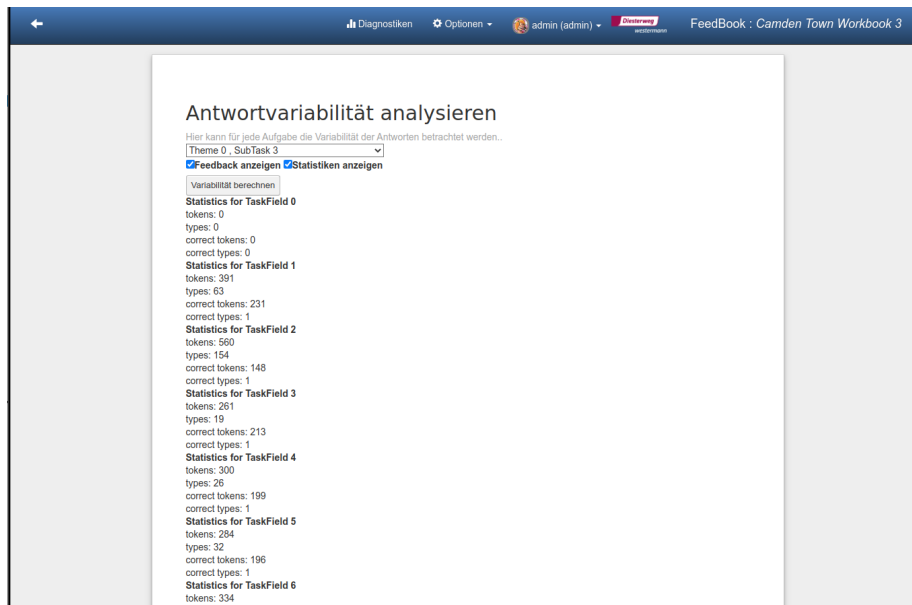 Diagnostiken Optionen admin (admin) Diesterweg westermann FeedBook : Camden Town Workbook 3
Antwortvariabilität analysieren
Hier kann für jede Aufgabe die Variabilität der Antworten betrachtet werden..
Theme 0 , SubTask 3
Feedback anzeigen Statistiken anzeigen
Variabilität berechnen
Statistics for TaskField 0
tokens: 0
types: 0
correct tokens: 0
correct types: 0
Statistics for TaskField 1
tokens: 391
types: 63
correct tokens: 231
correct types: 1
Statistics for TaskField 2
tokens: 560
types: 154
correct tokens: 148
correct types: 1
Statistics for TaskField 3
tokens: 261
types: 19
correct tokens: 213
correct types: 1
Statistics for TaskField 4
tokens: 300
types: 26
correct tokens: 199
correct types: 1
Statistics for TaskField 5
tokens: 284
types: 32
correct tokens: 196
correct types: 1
Statistics for TaskField 6
tokens: 334